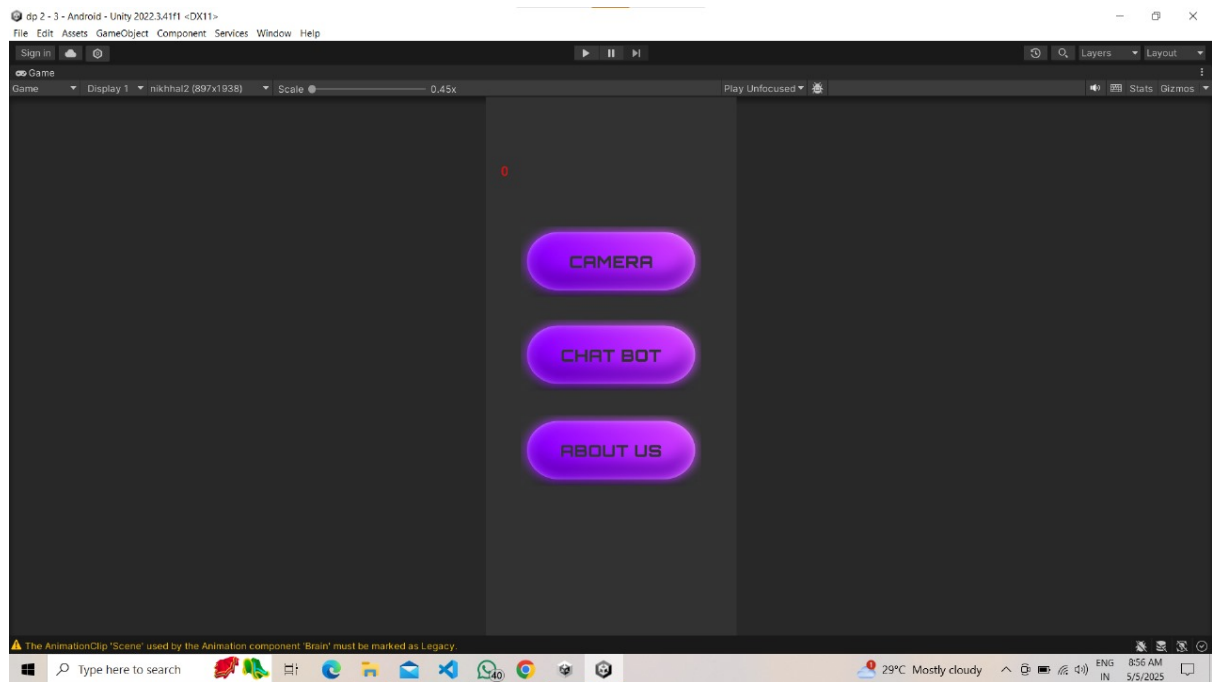 dp 2 - 3 - Android - Unity 2022.3.41f1 <DX11>
File Edit Assets GameObject Component Services Window Help
Sign in Layers Layout
Game
Game Display 1 nikhhal2 (897x1938) Scale 0.45x Play Unfocused Stats Gizmos
0
CAMERA
CHAT BOT
ABOUT US
The AnimationClip 'Scene' used by the Animation component 'Brain' must be marked as Legacy.
Type here to search 40 1 29°C Mostly cloudy ENG 8:56 AM
IN 5/5/2025